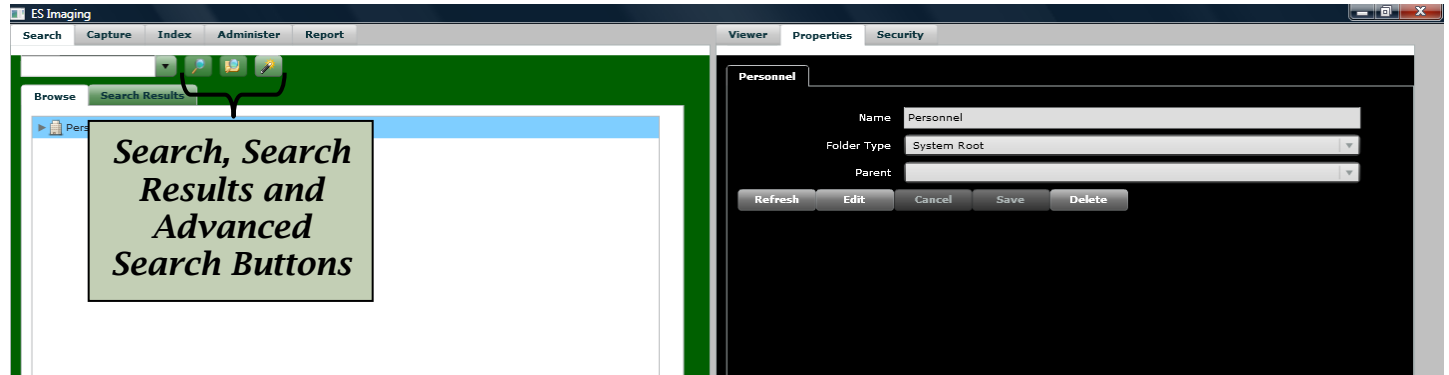 ES Imaging
Search Capture Index Administer Report
Viewer Properties Security
Browse Search Results
Search, Search
Results and
Advanced
Search Buttons
Personnel
Name Personnel
Folder Type System Root
Parent
Refresh Edit Cancel Save Delete